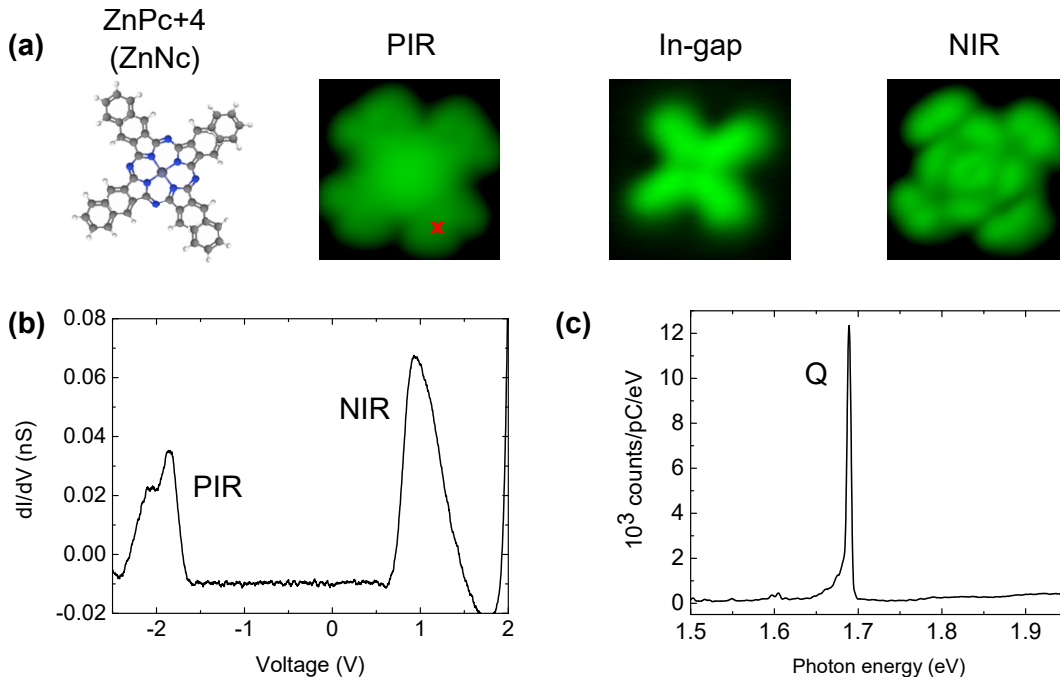 ZnPc+4
(ZnNc)
(a)
PIR
In-gap
NIR
x
(b)
0.08
0.06
0.04
0.02
0.00
-0.02
dI/dV (nS)
NIR
PIR
-2
-1
0
1
2
Voltage (V)
(c)
12
10
8
6
4
2
0
10³ counts/pC/eV
Q
1.5
1.6
1.7
1.8
1.9
Photon energy (eV)